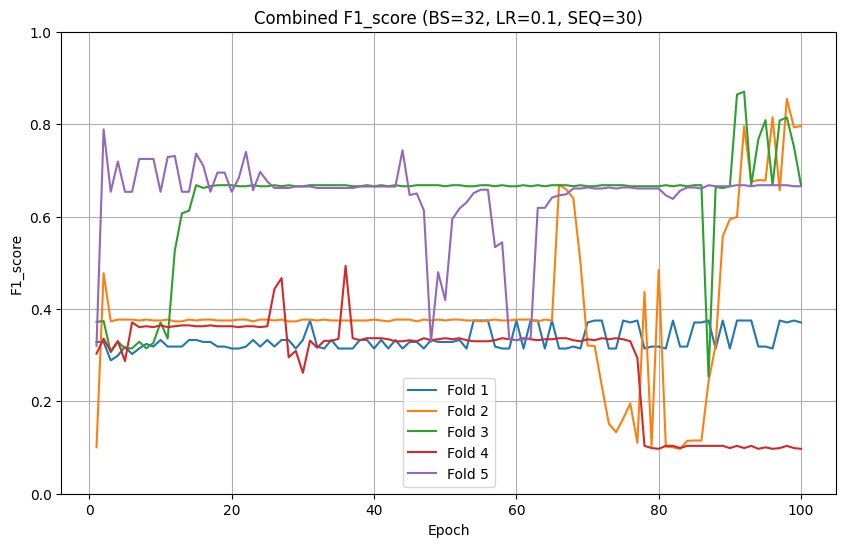 Combined F1_score (BS=32, LR=0.1, SEQ=30)
F1_score
1.0
0.8
0.6
0.4
0.2
0.0
0
20
40
60
80
100
Epoch
Fold 1
Fold 2
Fold 3
Fold 4
Fold 5